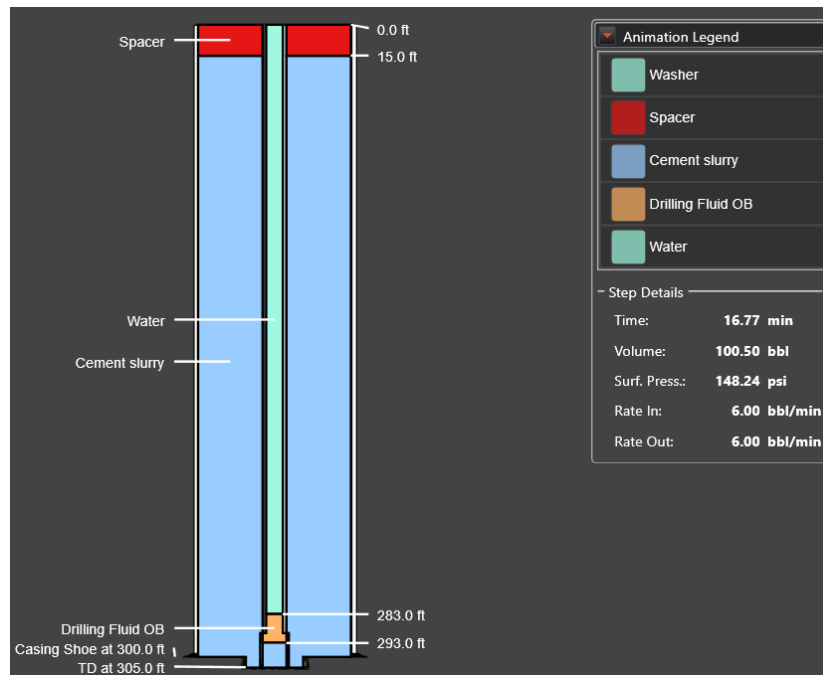 0.0 ft
Spacer
15.0 ft
Water
Cement slurry
283.0 ft
Drilling Fluid OB
293.0 ft
Casing Shoe at 300.0 ft
TD at 305.0 ft
Animation Legend
Washer
Spacer
Cement slurry
Drilling Fluid OB
Water
Step Details
Time: 16.77 min
Volume: 100.50 bbl
Surf. Press.: 148.24 psi
Rate In: 6.00 bbl/min
Rate Out: 6.00 bbl/min